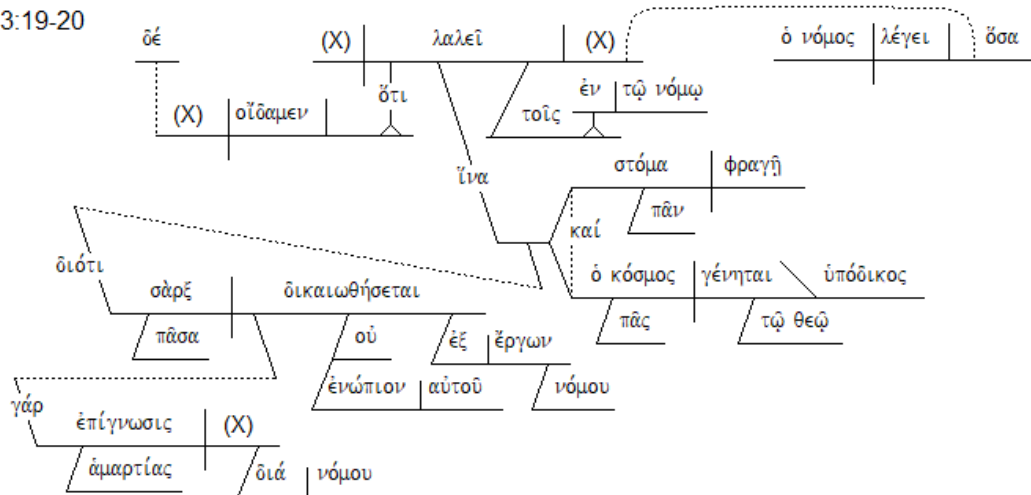 3:19-20
δέ (X) λαλεῖ (X) ὁ νόμος λέγει ὅσα
(X) οἴδαμεν ὅτι τοῖς ἐν τῷ νόμῳ
ἵνα στόμα φραγῇ
πᾶν
καί
διότι ὁ κόσμος γένηται ὑπόδικος
σὰρξ δικαιωθήσεται
πᾶσα οὐ ἐξ ἔργων πᾶς τῷ θεῷ
ἐνώπιον αὐτοῦ νόμου
γάρ
ἐπίγνωσις (X)
ἁμαρτίας διά νόμου